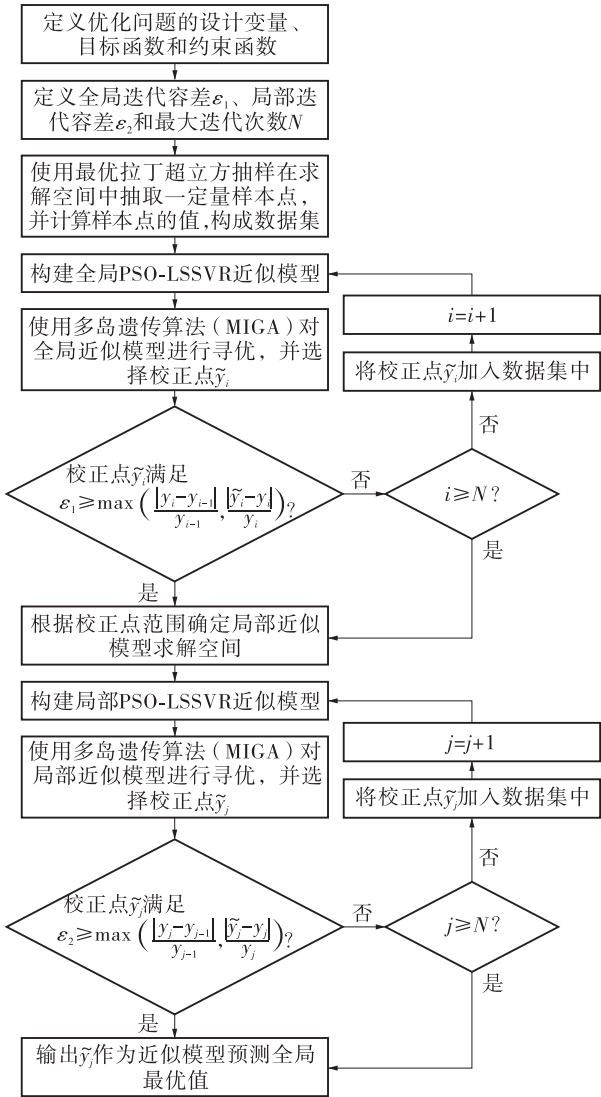 定义优化问题的设计变量、
目标函数和约束函数
定义全局迭代容差ε₁、局部迭
代容差ε₂和最大迭代次数N
使用最优拉丁超立方抽样在求
解空间中抽取一定量样本点，
并计算样本点的值,构成数据集
构建全局PSO-LSSVR近似模型
i=i+1
使用多岛遗传算法（MIGA）对
全局近似模型进行寻优，并选
择校正点ỹᵢ
将校正点ỹᵢ加入数据集中
否
校正点ỹᵢ满足
ε₁≥max(|yᵢ-yᵢ₋₁|/yᵢ₋₁,|ỹᵢ-yᵢ|/yᵢ)?
否
i≥N?
是
是
根据校正点范围确定局部近似
模型求解空间
构建局部PSO-LSSVR近似模型
j=j+1
使用多岛遗传算法（MIGA）对
局部近似模型进行寻优，并选
择校正点ỹⱼ
将校正点ỹⱼ加入数据集中
否
校正点ỹⱼ满足
ε₂≥max(|yⱼ-yⱼ₋₁|/yⱼ₋₁,|ỹⱼ-yⱼ|/yⱼ)?
否
j≥N?
是
是
输出ỹⱼ作为近似模型预测全局
最优值